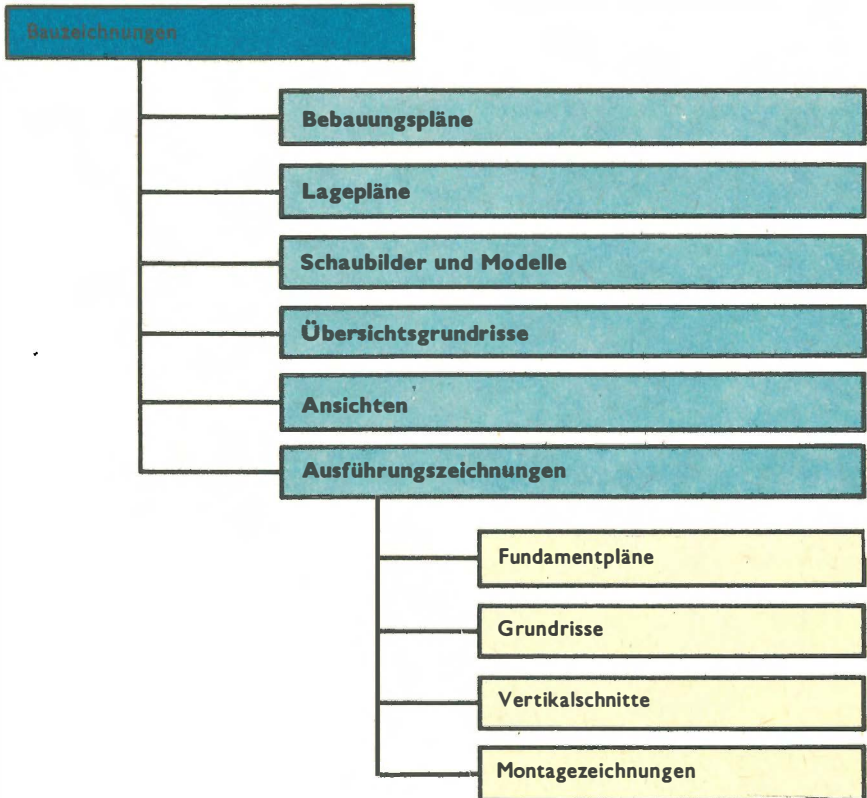 Bauzeichnungen
Bebauungspläne
Lagepläne
Schaubilder und Modelle
Übersichtsgrundrisse
Ansichten
Ausführungszeichnungen
Fundamentpläne
Grundrisse
Vertikalschnitte
Montagezeichnungen